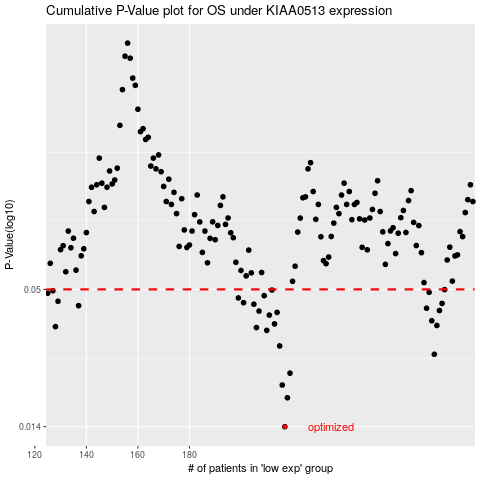 Cumulative P-Value plot for OS under KIAA0513 expression
P-Value(log10)
0.05
0.014
optimized
120 140 160 180
# of patients in 'low exp' group